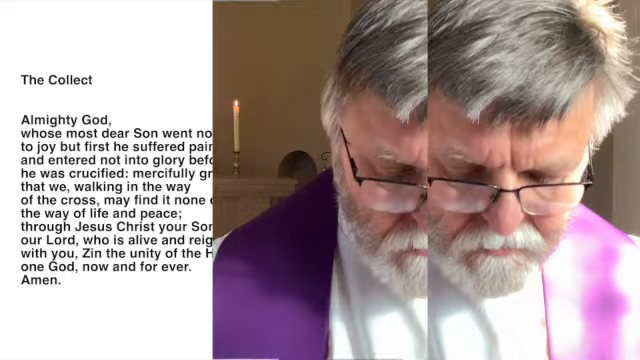 The Collect
Almighty God,
whose most dear Son went no
to joy but first he suffered pain
and entered not into glory befo
he was crucified: mercifully gr
that we, walking in the way
of the cross, may find it none o
the way of life and peace;
through Jesus Christ your Son
our Lord, who is alive and reig
with you, Zin the unity of the H
one God, now and for ever.
Amen.